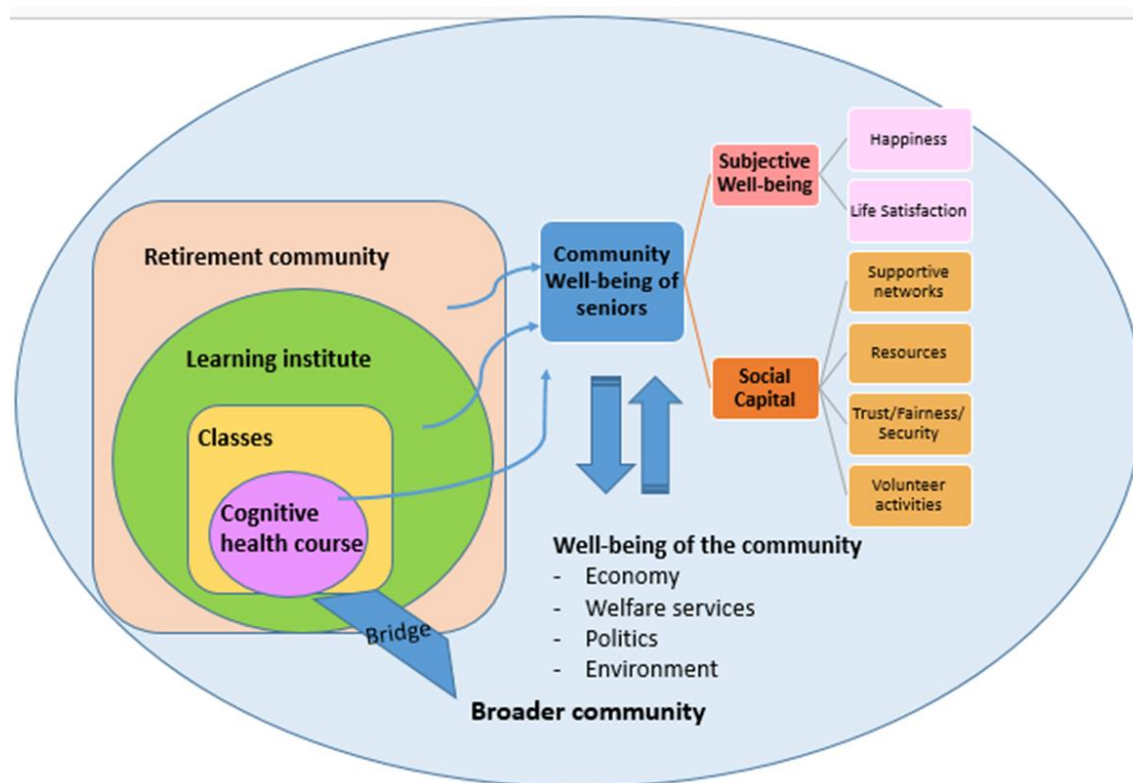 Retirement community
Learning institute
Classes
Cognitive
health course
Bridge
Broader community
Community
Well-being of
seniors
Well-being of the community
- Economy
- Welfare services
- Politics
- Environment
Subjective
Well-being
Happiness
Life Satisfaction
Social
Capital
Supportive
networks
Resources
Trust/Fairness/
Security
Volunteer
activities